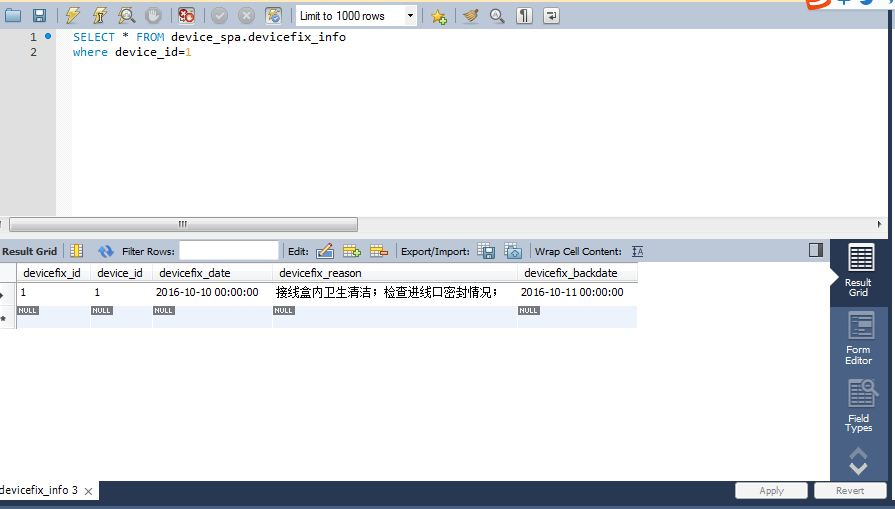 Limit to 1000 rows
1 SELECT * FROM device_spa.devicefix_info
2 where device_id=1
Result Grid Filter Rows: Edit: Export/Import: Wrap Cell Content:
devicefix_id device_id devicefix_date devicefix_reason devicefix_backdate
1 1 2016-10-10 00:00:00 接线盒内卫生清洁；检查进线口密封情况； 2016-10-11 00:00:00
NULL NULL NULL NULL NULL
Result
Grid
Form
Editor
Field
Types
devicefix_info 3
Apply Revert